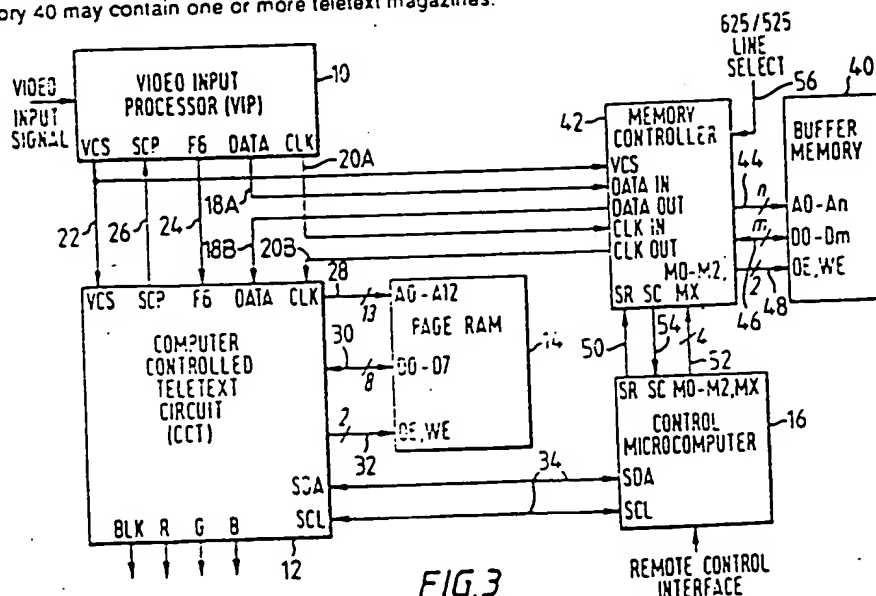 ory 40 may contain one or more teletext magazines.
625/525
LINE
SELECT
56
40
VIDEO
INPUT
SIGNAL
VIDEO INPUT
PROCESSOR (VIP)
10
VCS SCP F6 DATA CLK
20A
18A
42
MEMORY
CONTROLLER
VCS
DATA IN
DATA OUT
CLK IN
CLK OUT
M0-M2,
SR SC MX
BUFFER
MEMORY
A0-An
D0-Dm
OE,WE
44
n
m
46
2
48
22
26
24
18B
20B
28
VCS SCP F6 DATA CLK
COMPUTER
CONTROLLED
TELETEXT
CIRCUIT
(CCT)
13
30
8
2
32
A0-A12
PAGE RAM
D0-D7
OE,WE
14
50
54
4
52
SR SC M0-M2,MX
CONTROL
MICROCOMPUTER
16
SDA
SCL
34
SDA
SCL
BLK R G B
12
FIG.3
REMOTE CONTROL
INTERFACE